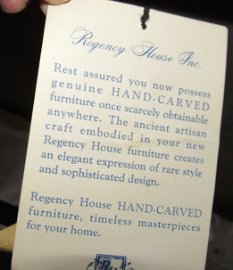 Regency House Inc.
Rest assured you now possess
genuine HAND-CARVED
furniture once scarcely obtainable
anywhere. The ancient artisan
craft embodied in your new
Regency House furniture creates
an elegant expression of rare style
and sophisticated design.
Regency House HAND-CARVED
furniture, timeless masterpieces
for your home.